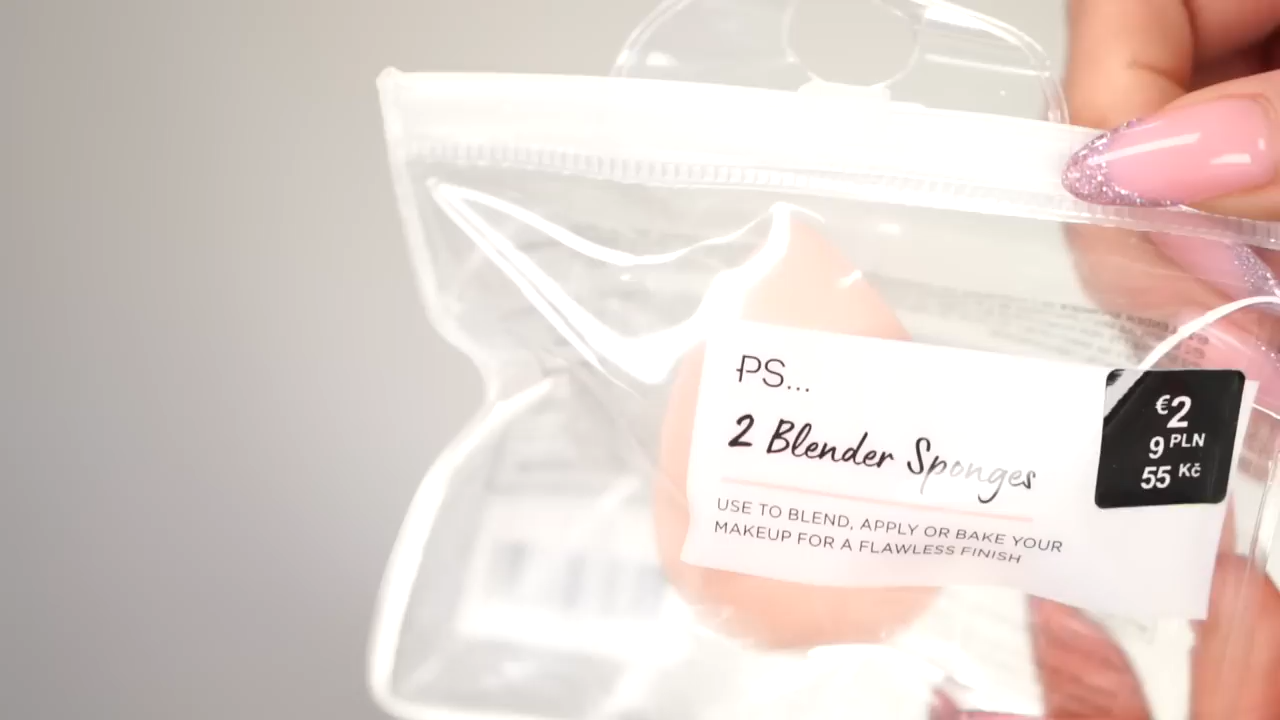 PS...
2 Blender Sponges
USE TO BLEND, APPLY OR BAKE YOUR
MAKEUP FOR A FLAWLESS FINISH
€2
9 PLN
55 Kč